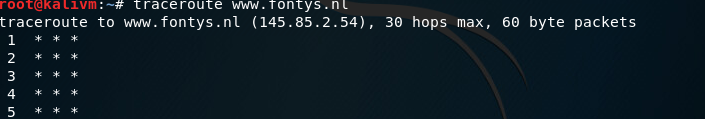 root@kalivm:~# traceroute www.fontys.nl
traceroute to www.fontys.nl (145.85.2.54), 30 hops max, 60 byte packets
1 * * *
2 * * *
3 * * *
4 * * *
5 * * *